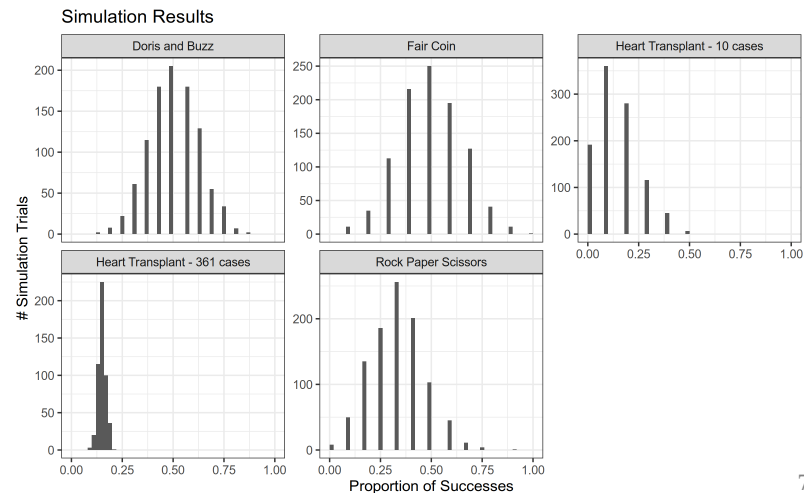 Simulation Results
Doris and Buzz
Fair Coin
Heart Transplant - 10 cases
200
150
100
50
0
250
200
150
100
50
0
300
200
100
0
0.00 0.25 0.50 0.75 1.00
# Simulation Trials
Heart Transplant - 361 cases
Rock Paper Scissors
200
150
100
50
0
200
100
0
0.00 0.25 0.50 0.75 1.00
0.00 0.25 0.50 0.75 1.00
Proportion of Successes